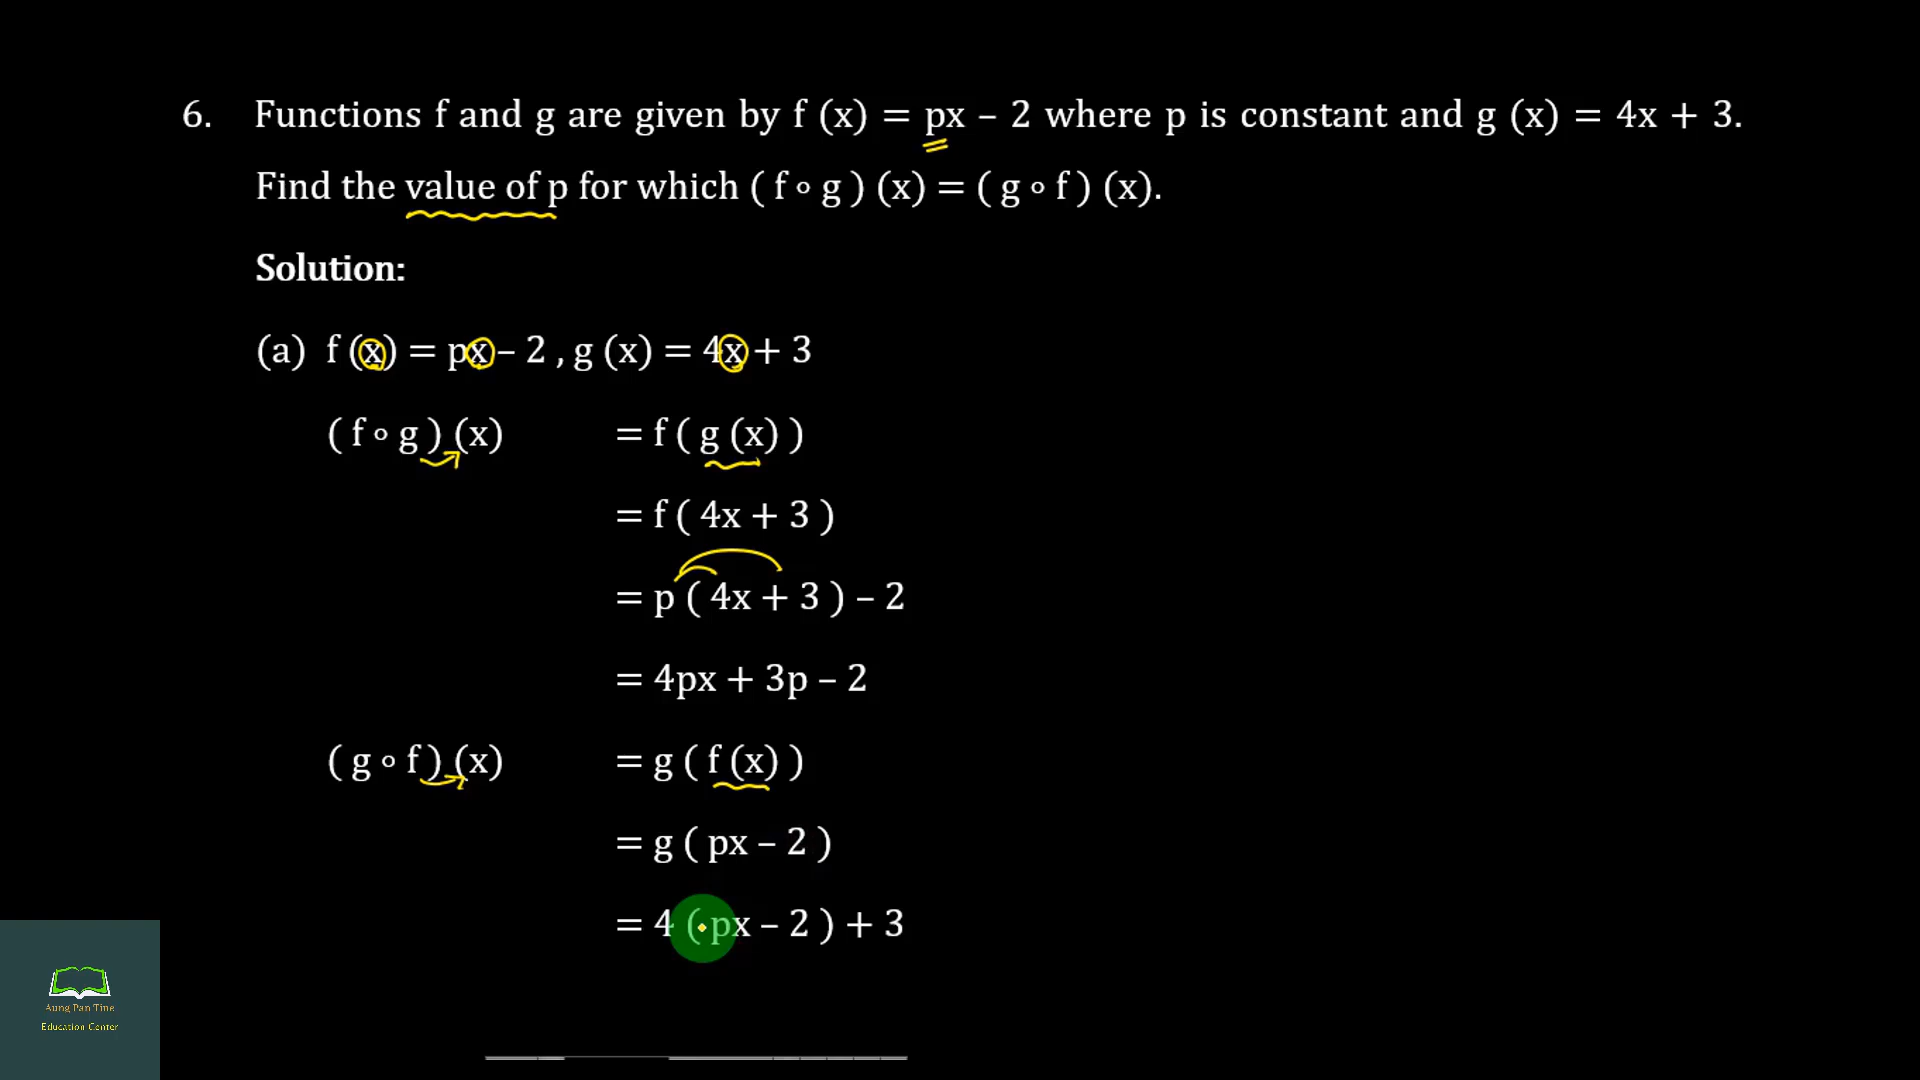 6. Functions f and g are given by f (x) = px – 2 where p is constant and g (x) = 4x + 3.
Find the value of p for which ( f ∘ g ) (x) = ( g ∘ f ) (x).
Solution:
(a) f (x) = px – 2 , g (x) = 4x + 3
( f ∘ g ) (x) = f ( g (x) )
= f ( 4x + 3 )
= p ( 4x + 3 ) – 2
= 4px + 3p – 2
( g ∘ f ) (x) = g ( f (x) )
= g ( px – 2 )
= 4 ( px – 2 ) + 3
Aung Pan Tine
Education Center